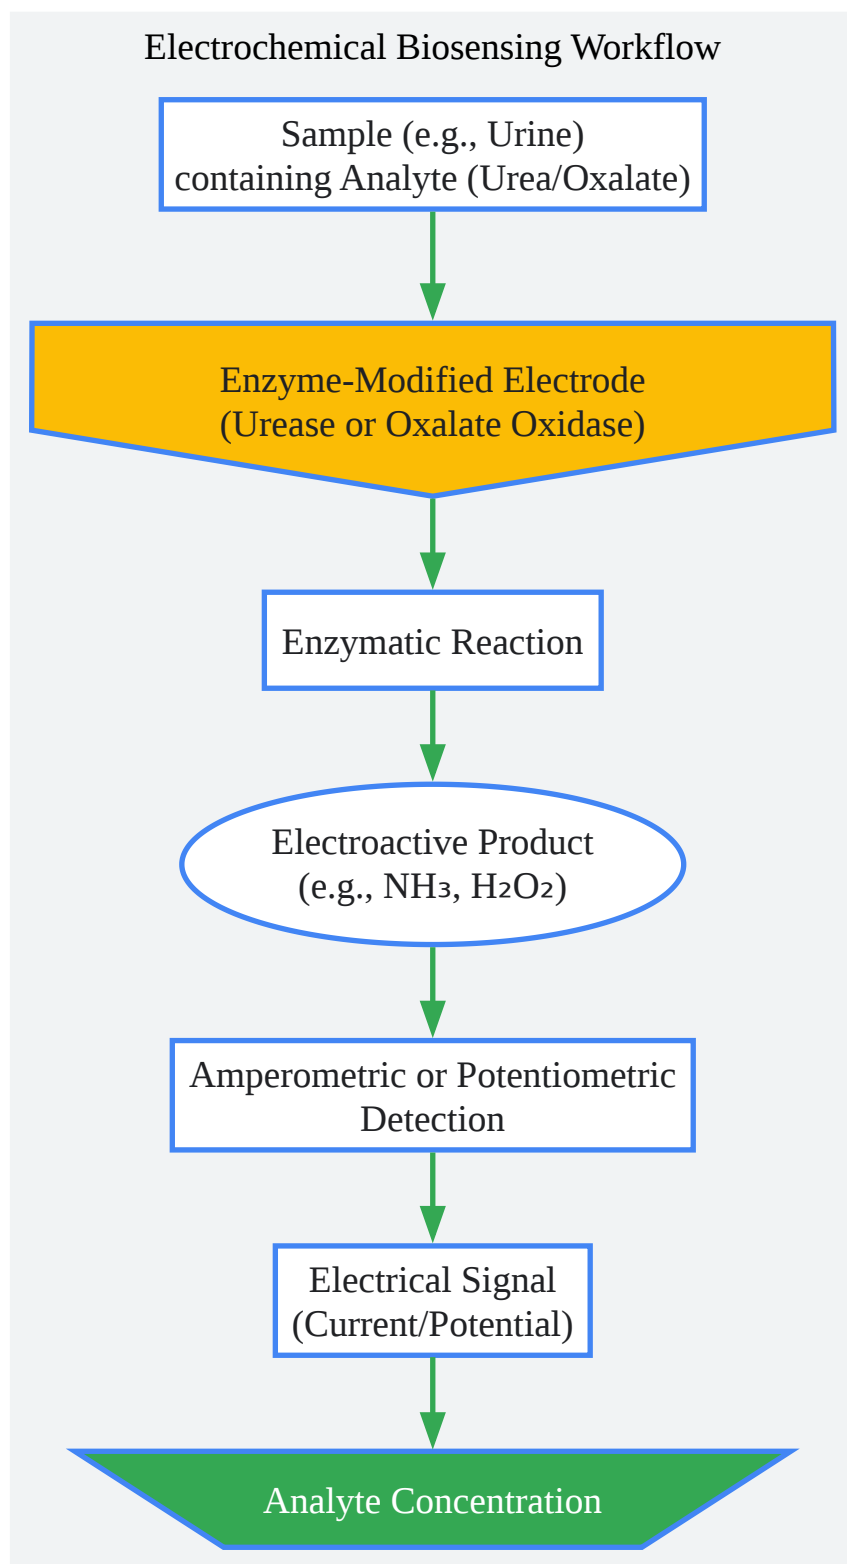 Electrochemical Biosensing Workflow
Sample (e.g., Urine)
containing Analyte (Urea/Oxalate)
Enzyme-Modified Electrode
(Urease or Oxalate Oxidase)
Enzymatic Reaction
Electroactive Product
(e.g., NH₃, H₂O₂)
Amperometric or Potentiometric
Detection
Electrical Signal
(Current/Potential)
Analyte Concentration